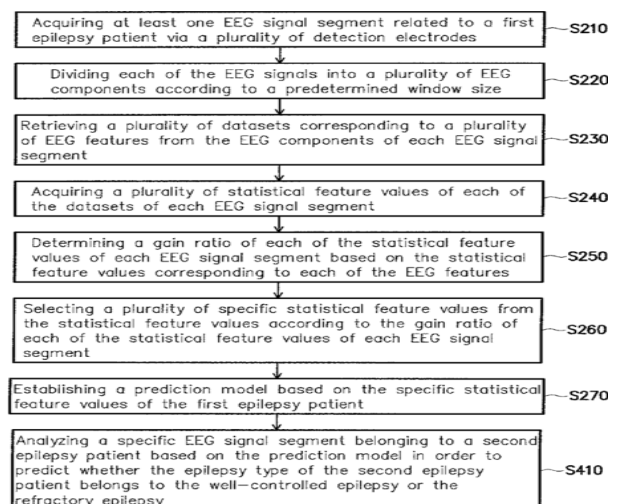 Acquiring at least one EEG signal segment related to a first
epilepsy patient via a plurality of detection electrodes
S210
Dividing each of the EEG signals into a plurality of EEG
components according to a predetermined window size
S220
Retrieving a plurality of datasets corresponding to a plurality
of EEG features from the EEG components of each EEG signal
segment
S230
Acquiring a plurality of statistical feature values of each of
the datasets of each EEG signal segment
S240
Determining a gain ratio of each of the statistical feature
values of each EEG signal segment based on the statistical
feature values corresponding to each of the EEG features
S250
Selecting a plurality of specific statistical feature values from
the statistical feature values according to the gain ratio of
each of the statistical feature values of each EEG signal
segment
S260
Establishing a prediction model based on the specific statistical
feature values of the first epilepsy patient
S270
Analyzing a specific EEG signal segment belonging to a second
epilepsy patient based on the prediction model in order to
predict whether the epilepsy type of the second epilepsy
patient belongs to the well-controlled epilepsy or the
refractory epilepsy
S410